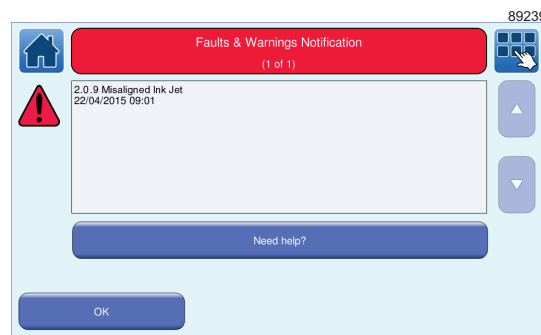 89239
Faults & Warnings Notification
(1 of 1)
2.0.9 Misaligned Ink Jet
22/04/2015 09:01
Need help?
OK